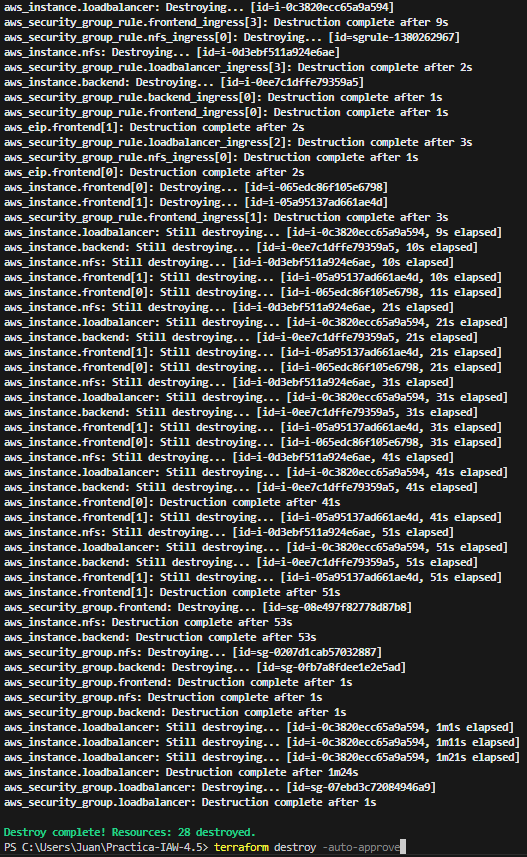 aws_instance.loadbalancer: Destroying... [id=i-0c3820ecc65a9a594]
aws_security_group_rule.frontend_ingress[3]: Destruction complete after 9s
aws_security_group_rule.nfs_ingress[0]: Destroying... [id=sgrule-1380262967]
aws_instance.nfs: Destroying... [id=i-0d3ebf511a924e6ae]
aws_security_group_rule.loadbalancer_ingress[3]: Destruction complete after 2s
aws_instance.backend: Destroying... [id=i-0ee7c1dffe79359a5]
aws_security_group_rule.backend_ingress[0]: Destruction complete after 1s
aws_security_group_rule.frontend_ingress[0]: Destruction complete after 1s
aws_eip.frontend[1]: Destruction complete after 2s
aws_security_group_rule.loadbalancer_ingress[2]: Destruction complete after 3s
aws_security_group_rule.nfs_ingress[0]: Destruction complete after 1s
aws_eip.frontend[0]: Destruction complete after 2s
aws_instance.frontend[0]: Destroying... [id=i-065edc86f105e6798]
aws_instance.frontend[1]: Destroying... [id=i-05a95137ad661ae4d]
aws_security_group_rule.frontend_ingress[1]: Destruction complete after 3s
aws_instance.loadbalancer: Still destroying... [id=i-0c3820ecc65a9a594, 9s elapsed]
aws_instance.backend: Still destroying... [id=i-0ee7c1dffe79359a5, 10s elapsed]
aws_instance.nfs: Still destroying... [id=i-0d3ebf511a924e6ae, 10s elapsed]
aws_instance.frontend[1]: Still destroying... [id=i-05a95137ad661ae4d, 10s elapsed]
aws_instance.frontend[0]: Still destroying... [id=i-065edc86f105e6798, 11s elapsed]
aws_instance.nfs: Still destroying... [id=i-0d3ebf511a924e6ae, 21s elapsed]
aws_instance.loadbalancer: Still destroying... [id=i-0c3820ecc65a9a594, 21s elapsed]
aws_instance.backend: Still destroying... [id=i-0ee7c1dffe79359a5, 21s elapsed]
aws_instance.frontend[1]: Still destroying... [id=i-05a95137ad661ae4d, 21s elapsed]
aws_instance.frontend[0]: Still destroying... [id=i-065edc86f105e6798, 21s elapsed]
aws_instance.nfs: Still destroying... [id=i-0d3ebf511a924e6ae, 31s elapsed]
aws_instance.loadbalancer: Still destroying... [id=i-0c3820ecc65a9a594, 31s elapsed]
aws_instance.backend: Still destroying... [id=i-0ee7c1dffe79359a5, 31s elapsed]
aws_instance.frontend[1]: Still destroying... [id=i-05a95137ad661ae4d, 31s elapsed]
aws_instance.frontend[0]: Still destroying... [id=i-065edc86f105e6798, 31s elapsed]
aws_instance.nfs: Still destroying... [id=i-0d3ebf511a924e6ae, 41s elapsed]
aws_instance.loadbalancer: Still destroying... [id=i-0c3820ecc65a9a594, 41s elapsed]
aws_instance.backend: Still destroying... [id=i-0ee7c1dffe79359a5, 41s elapsed]
aws_instance.frontend[0]: Destruction complete after 41s
aws_instance.frontend[1]: Still destroying... [id=i-05a95137ad661ae4d, 41s elapsed]
aws_instance.nfs: Still destroying... [id=i-0d3ebf511a924e6ae, 51s elapsed]
aws_instance.loadbalancer: Still destroying... [id=i-0c3820ecc65a9a594, 51s elapsed]
aws_instance.backend: Still destroying... [id=i-0ee7c1dffe79359a5, 51s elapsed]
aws_instance.frontend[1]: Still destroying... [id=i-05a95137ad661ae4d, 51s elapsed]
aws_instance.frontend[1]: Destruction complete after 51s
aws_security_group.frontend: Destroying... [id=sg-08e497f82778d87b8]
aws_instance.nfs: Destruction complete after 53s
aws_instance.backend: Destruction complete after 53s
aws_security_group.nfs: Destroying... [id=sg-0207d1cab57032887]
aws_security_group.backend: Destroying... [id=sg-0fb7a8fdee1e2e5ad]
aws_security_group.frontend: Destruction complete after 1s
aws_security_group.nfs: Destruction complete after 1s
aws_security_group.backend: Destruction complete after 1s
aws_instance.loadbalancer: Still destroying... [id=i-0c3820ecc65a9a594, 1m1s elapsed]
aws_instance.loadbalancer: Still destroying... [id=i-0c3820ecc65a9a594, 1m11s elapsed]
aws_instance.loadbalancer: Still destroying... [id=i-0c3820ecc65a9a594, 1m21s elapsed]
aws_instance.loadbalancer: Destruction complete after 1m24s
aws_security_group.loadbalancer: Destroying... [id=sg-07ebd3c72084946a9]
aws_security_group.loadbalancer: Destruction complete after 1s
Destroy complete! Resources: 28 destroyed.
PS C:\Users\Juan\Practica-IAW-4.5> terraform destroy -auto-approve